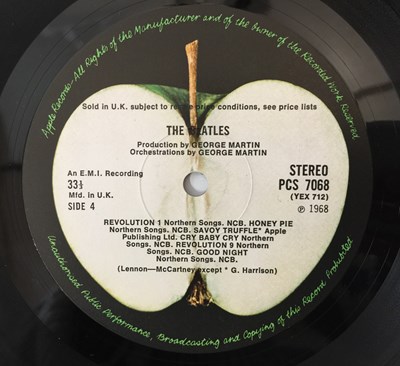 Apple Records-All Rights of the Manufacturer and of the Owner of the Recorded Work Reserved
Sold in U.K. subject to resale price conditions, see price lists
THE BEATLES
Production by GEORGE MARTIN
Orchestrations by GEORGE MARTIN
An E.M.I. Recording
33⅓
Mfd. in U.K.
SIDE 4
STEREO
PCS 7068
(YEX 712)
℗ 1968
REVOLUTION 1 Northern Songs. NCB. HONEY PIE
Northern Songs. NCB. SAVOY TRUFFLE* Apple
Publishing Ltd. CRY BABY CRY Northern
Songs. NCB. REVOLUTION 9 Northern
Songs. NCB. GOOD NIGHT
Northern Songs. NCB.
(Lennon—McCartney except * G. Harrison)
Unauthorised Public Performance, Broadcasting and Copying of this Record Prohibited